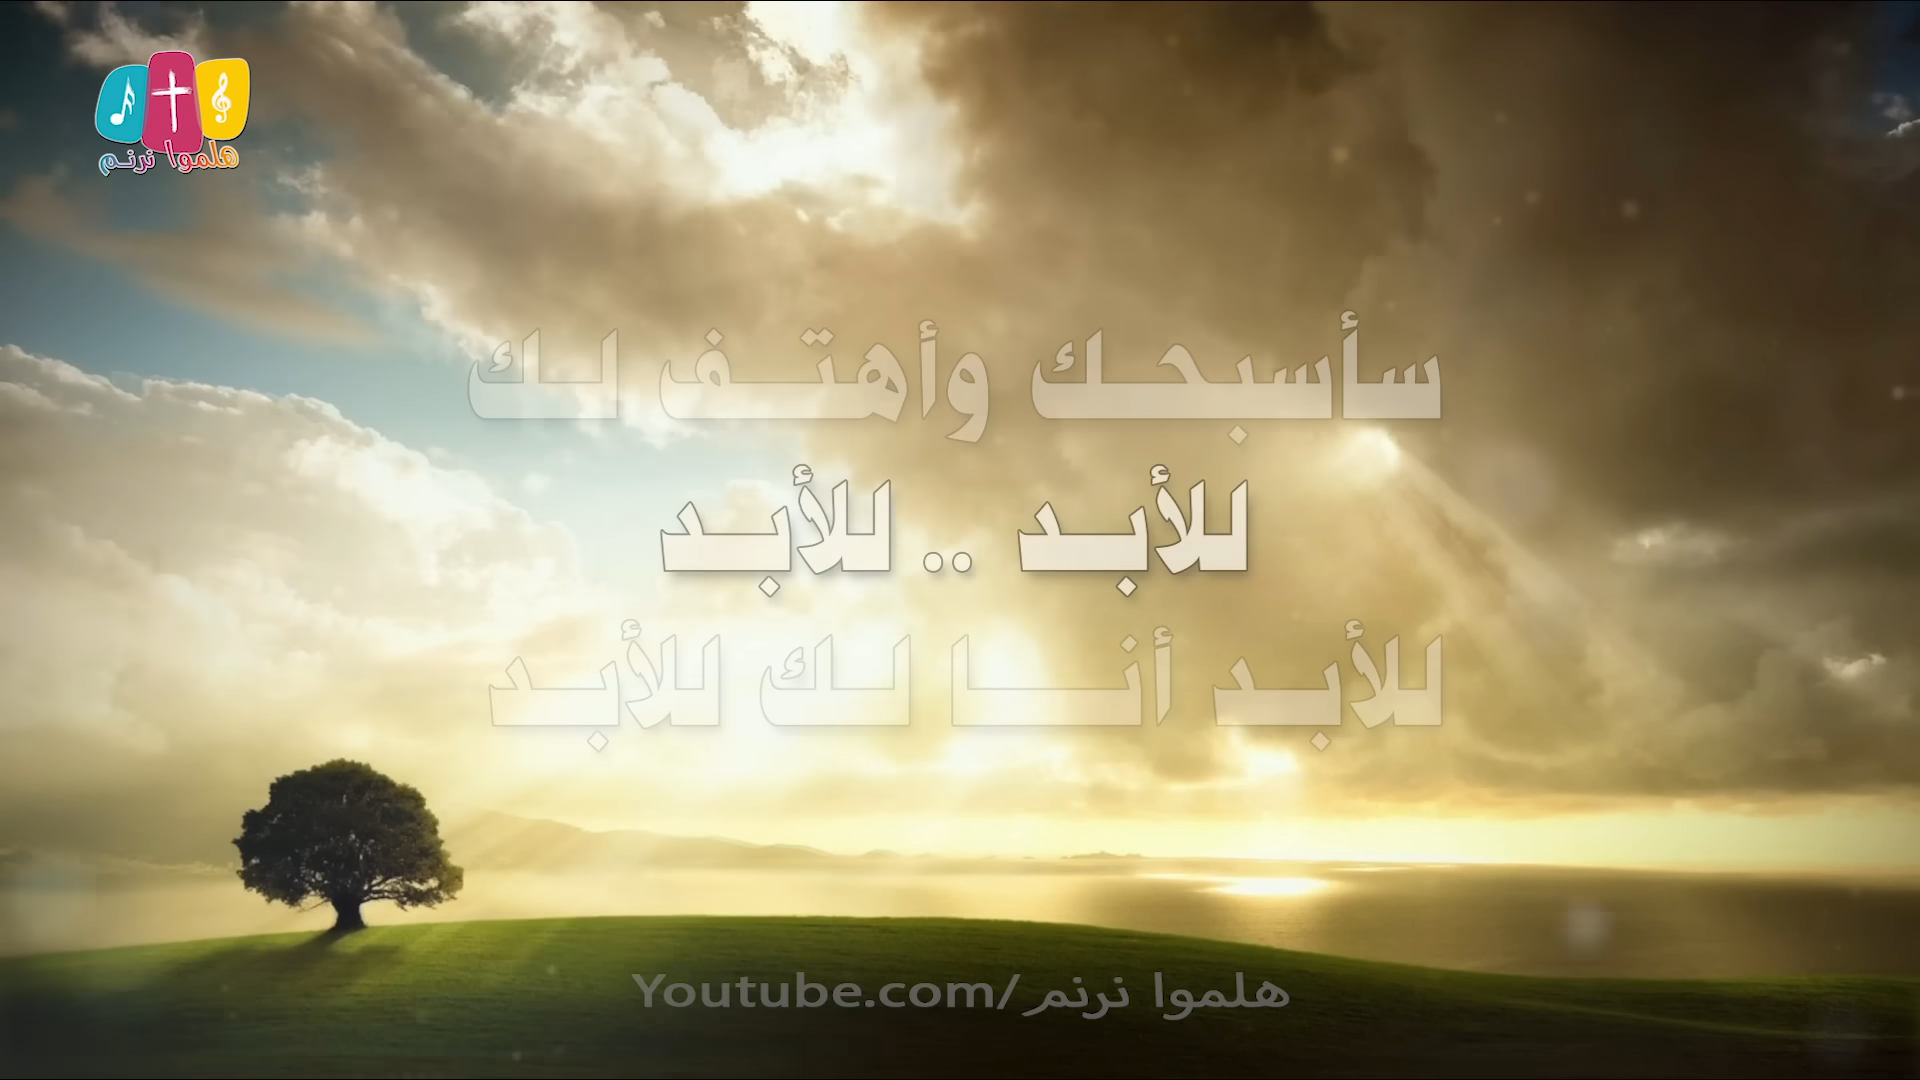 هلموا نرنم
سأسبحك وأهتف لك
للأبد .. للأبد
للأبد أنا لك للأبد
Youtube.com/هلموا نرنم